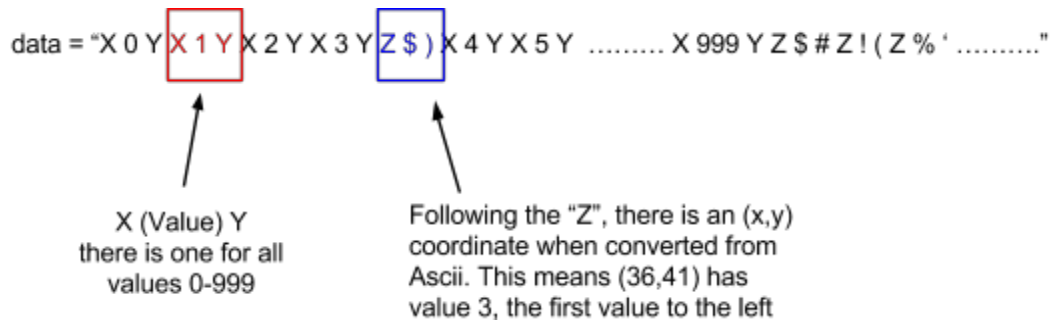 data = “X 0 Y X 1 Y X 2 Y X 3 Y Z $ ) X 4 Y X 5 Y ......... X 999 Y Z $ # Z ! ( Z % ‘ ..........”
X (Value) Y
there is one for all
values 0-999
Following the “Z”, there is an (x,y)
coordinate when converted from
Ascii. This means (36,41) has
value 3, the first value to the left